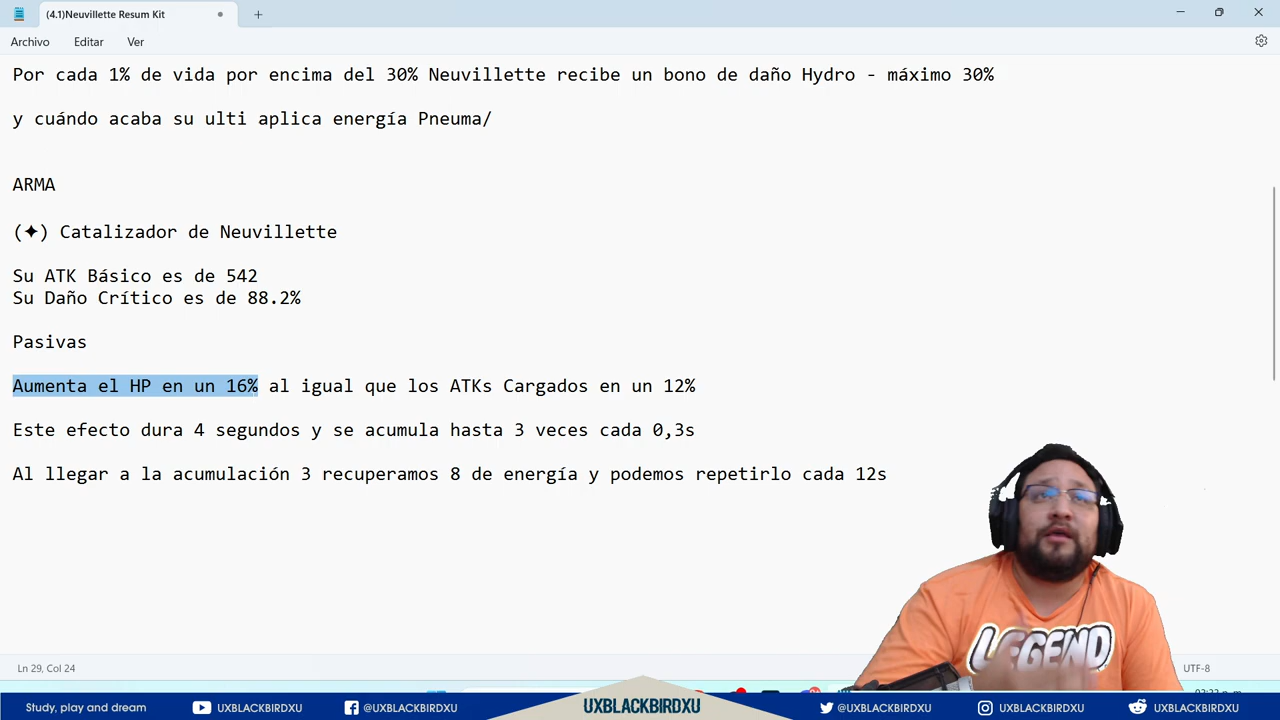 (4.1)Neuvillette Resum Kit
Archivo Editar Ver
Por cada 1% de vida por encima del 30% Neuvillette recibe un bono de daño Hydro - máximo 30%
y cuándo acaba su ulti aplica energía Pneuma/
ARMA
(✦) Catalizador de Neuvillette
Su ATK Básico es de 542
Su Daño Crítico es de 88.2%
Pasivas
Aumenta el HP en un 16% al igual que los ATKs Cargados en un 12%
Este efecto dura 4 segundos y se acumula hasta 3 veces cada 0,3s
Al llegar a la acumulación 3 recuperamos 8 de energía y podemos repetirlo cada 12s
LEGEND
Ln 29, Col 24
UTF-8
Study, play and dream
UXBLACKBIRDXU
@UXBLACKBIRDXU
UXBLACKBIRDXU
@UXBLACKBIRDXU
UXBLACKBIRDXU
UXBLACKBIRDXU